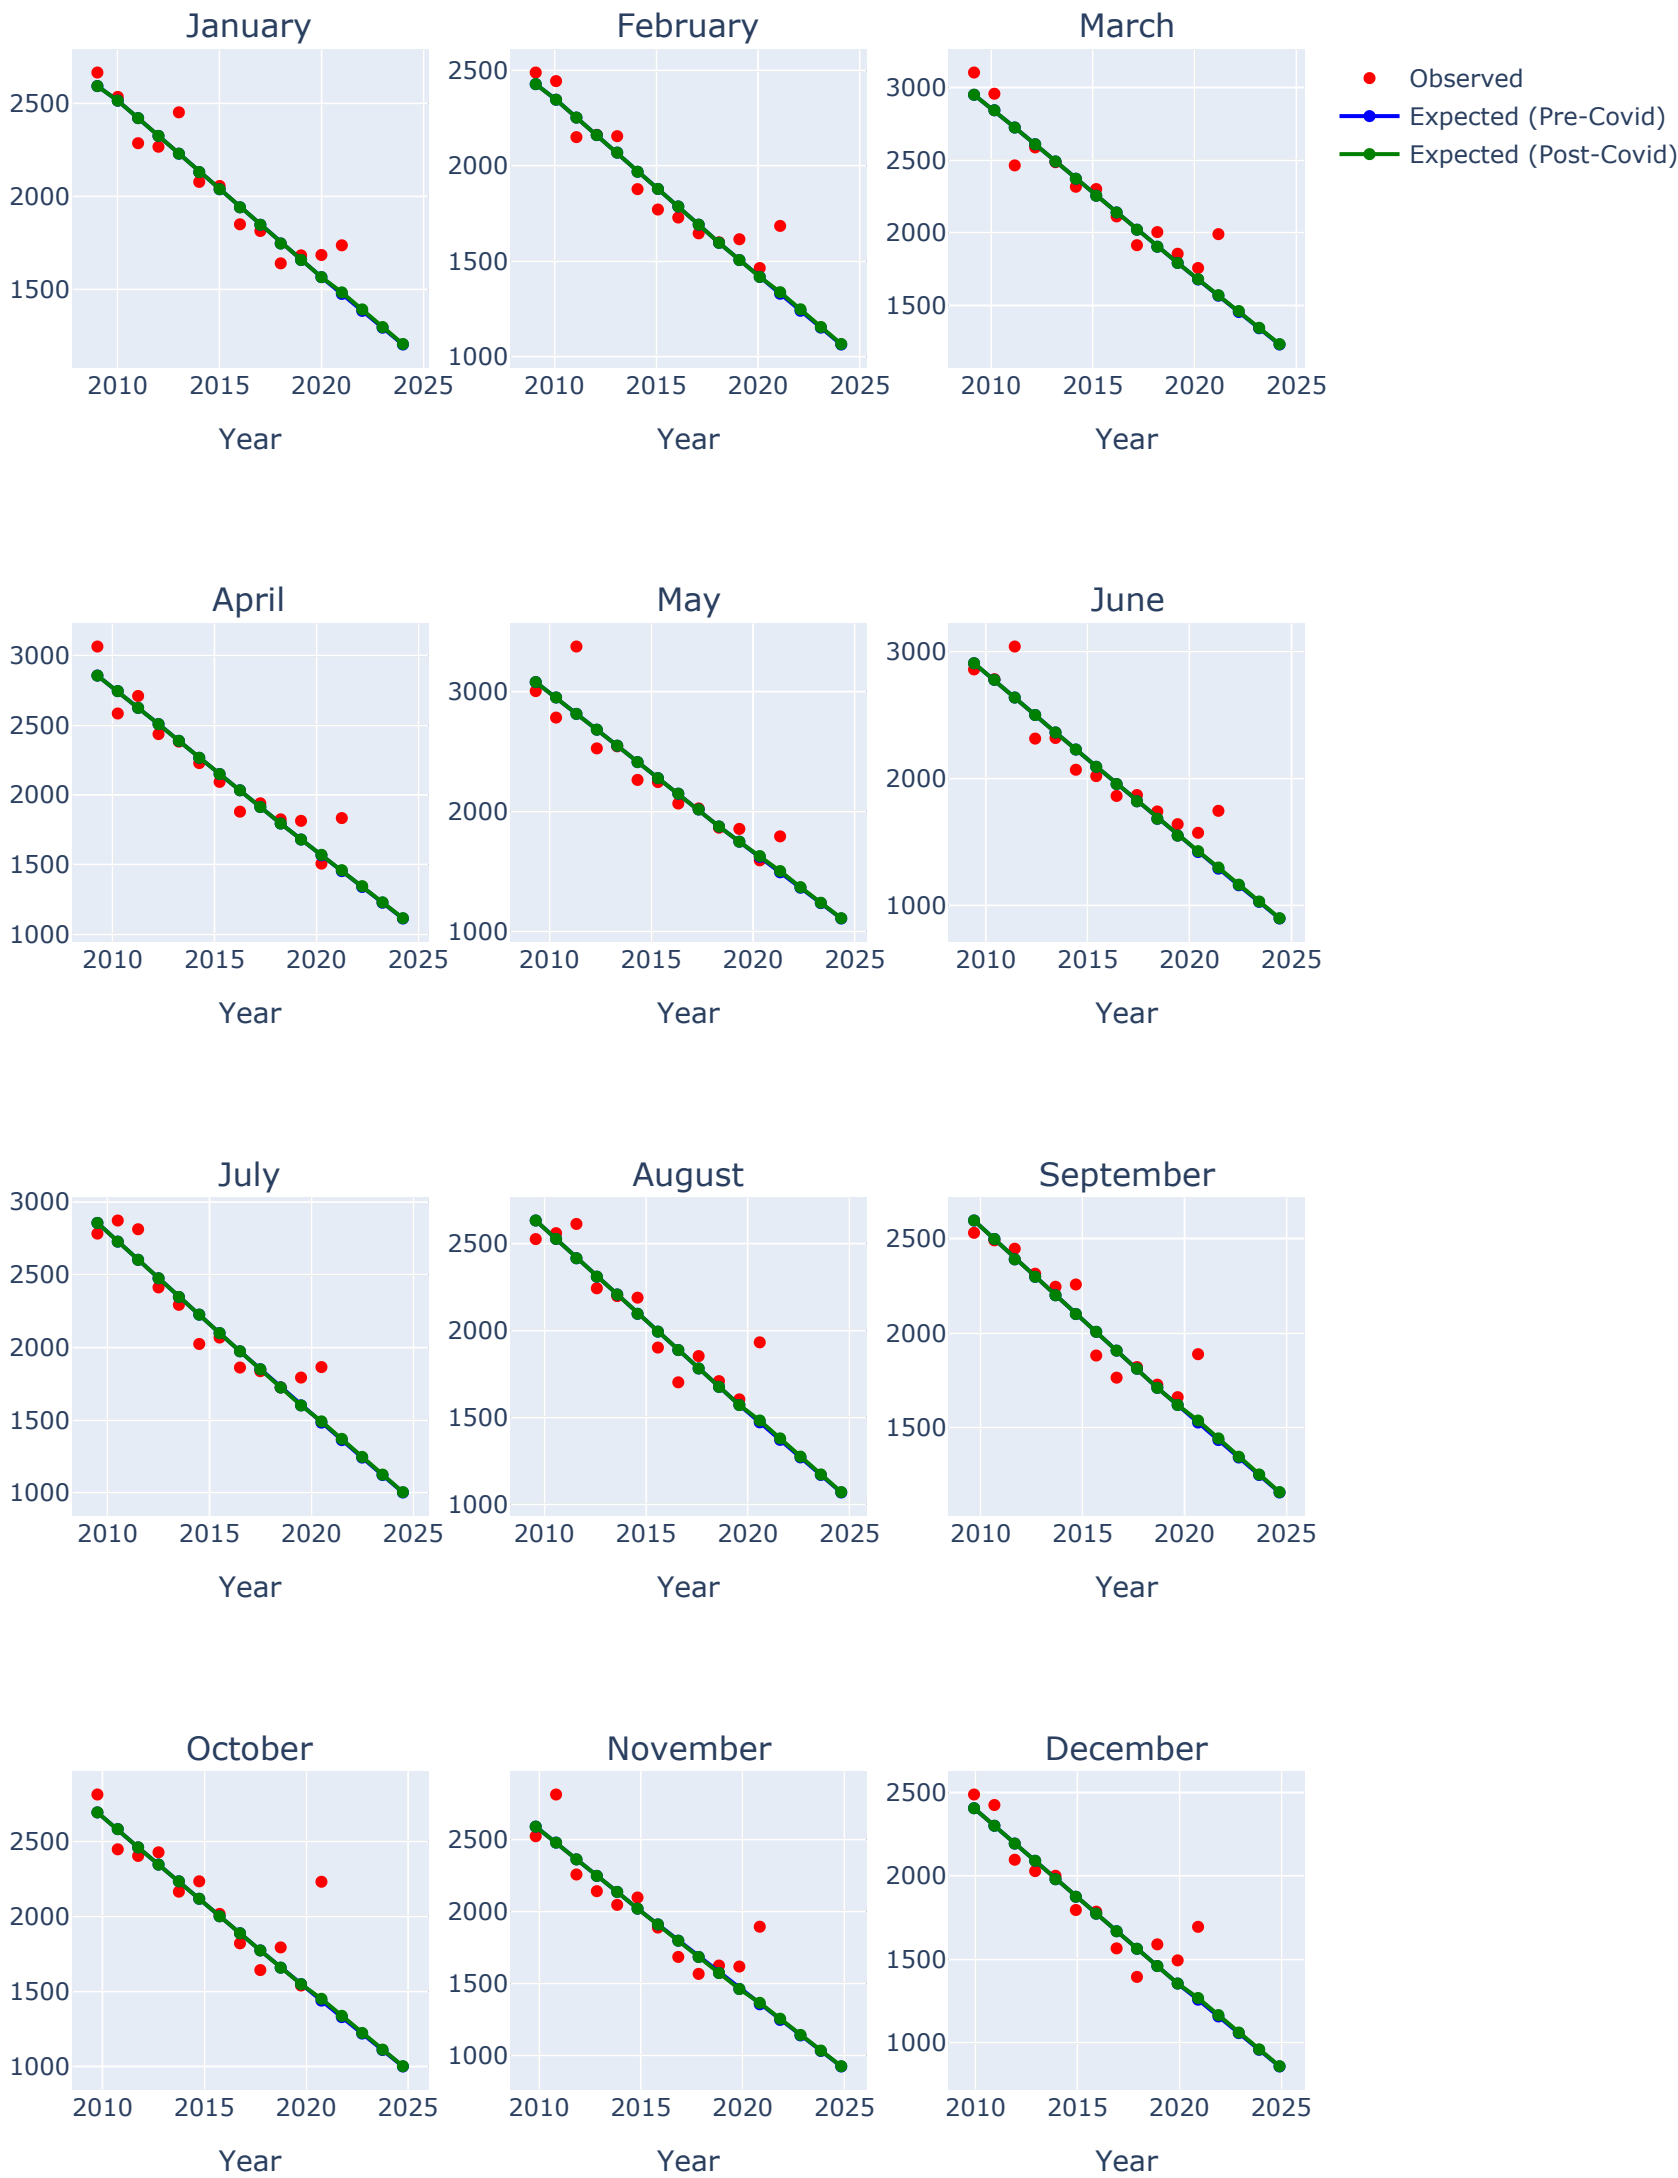 January February March
2500
2000
1500
2010 2015 2020 2025
Year
2500
2000
1500
1000
2010 2015 2020 2025
Year
3000
2500
2000
1500
2010 2015 2020 2025
Year
Observed
Expected (Pre-Covid)
Expected (Post-Covid)
April May June
3000
2500
2000
1500
1000
2010 2015 2020 2025
Year
3000
2000
1000
2010 2015 2020 2025
Year
3000
2000
1000
2010 2015 2020 2025
Year
July August September
3000
2500
2000
1500
1000
2010 2015 2020 2025
Year
2500
2000
1500
1000
2010 2015 2020 2025
Year
2500
2000
1500
2010 2015 2020 2025
Year
October November December
2500
2000
1500
1000
2010 2015 2020 2025
Year
2500
2000
1500
1000
2010 2015 2020 2025
Year
2500
2000
1500
1000
2010 2015 2020 2025
Year